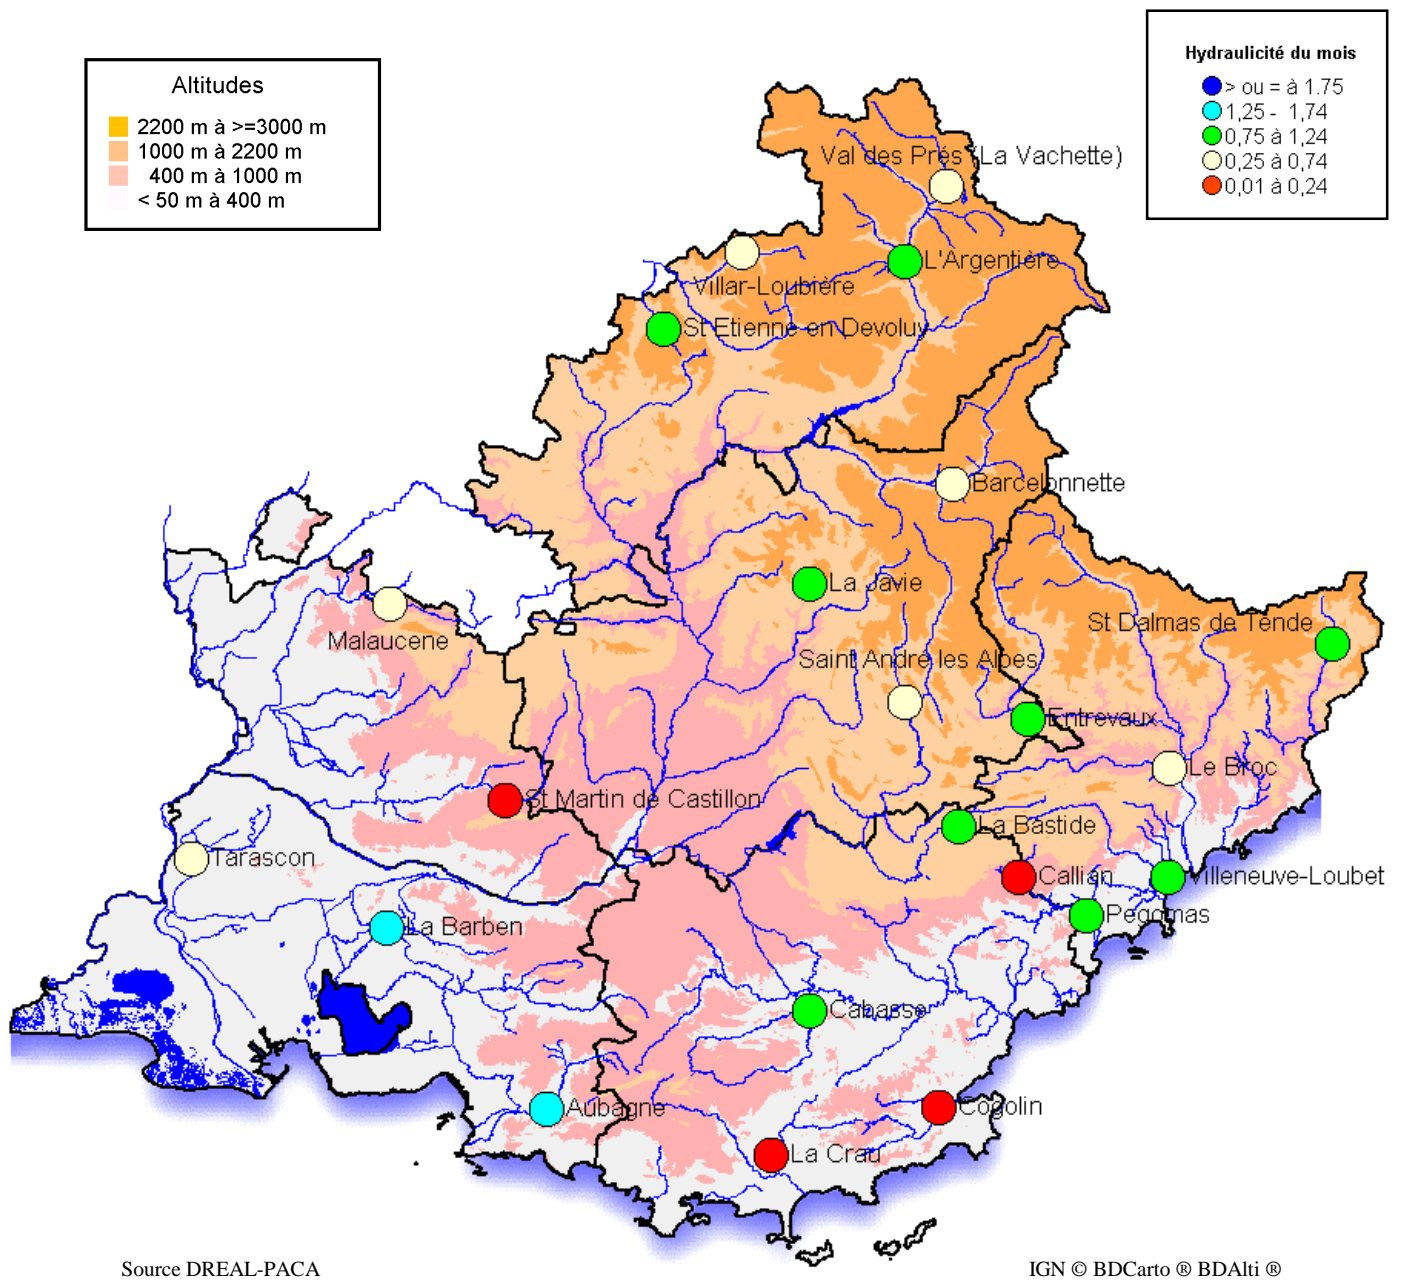 Hydraulicité du mois
> ou = à 1.75
1,25 - 1,74
0,75 à 1,24
0,25 à 0,74
0,01 à 0,24
Altitudes
2200 m à >=3000 m
1000 m à 2200 m
400 m à 1000 m
< 50 m à 400 m
Val des Prés (La Vachette)
L'Argentière
Villar-Loubière
St Etienne en Devoluy
Barcelonnette
La Javie
Malaucene
St Dalmas de Tende
Saint André les Alpes
Entrevaux
Le Broc
St Martin de Castillon
La Bastide
Tarascon
Callian
Villeneuve-Loubet
Pegomas
La Barben
Cabasse
Aubagne
Cogolin
La Crau
Source DREAL-PACA
IGN © BDCarto ® BDAlti ®